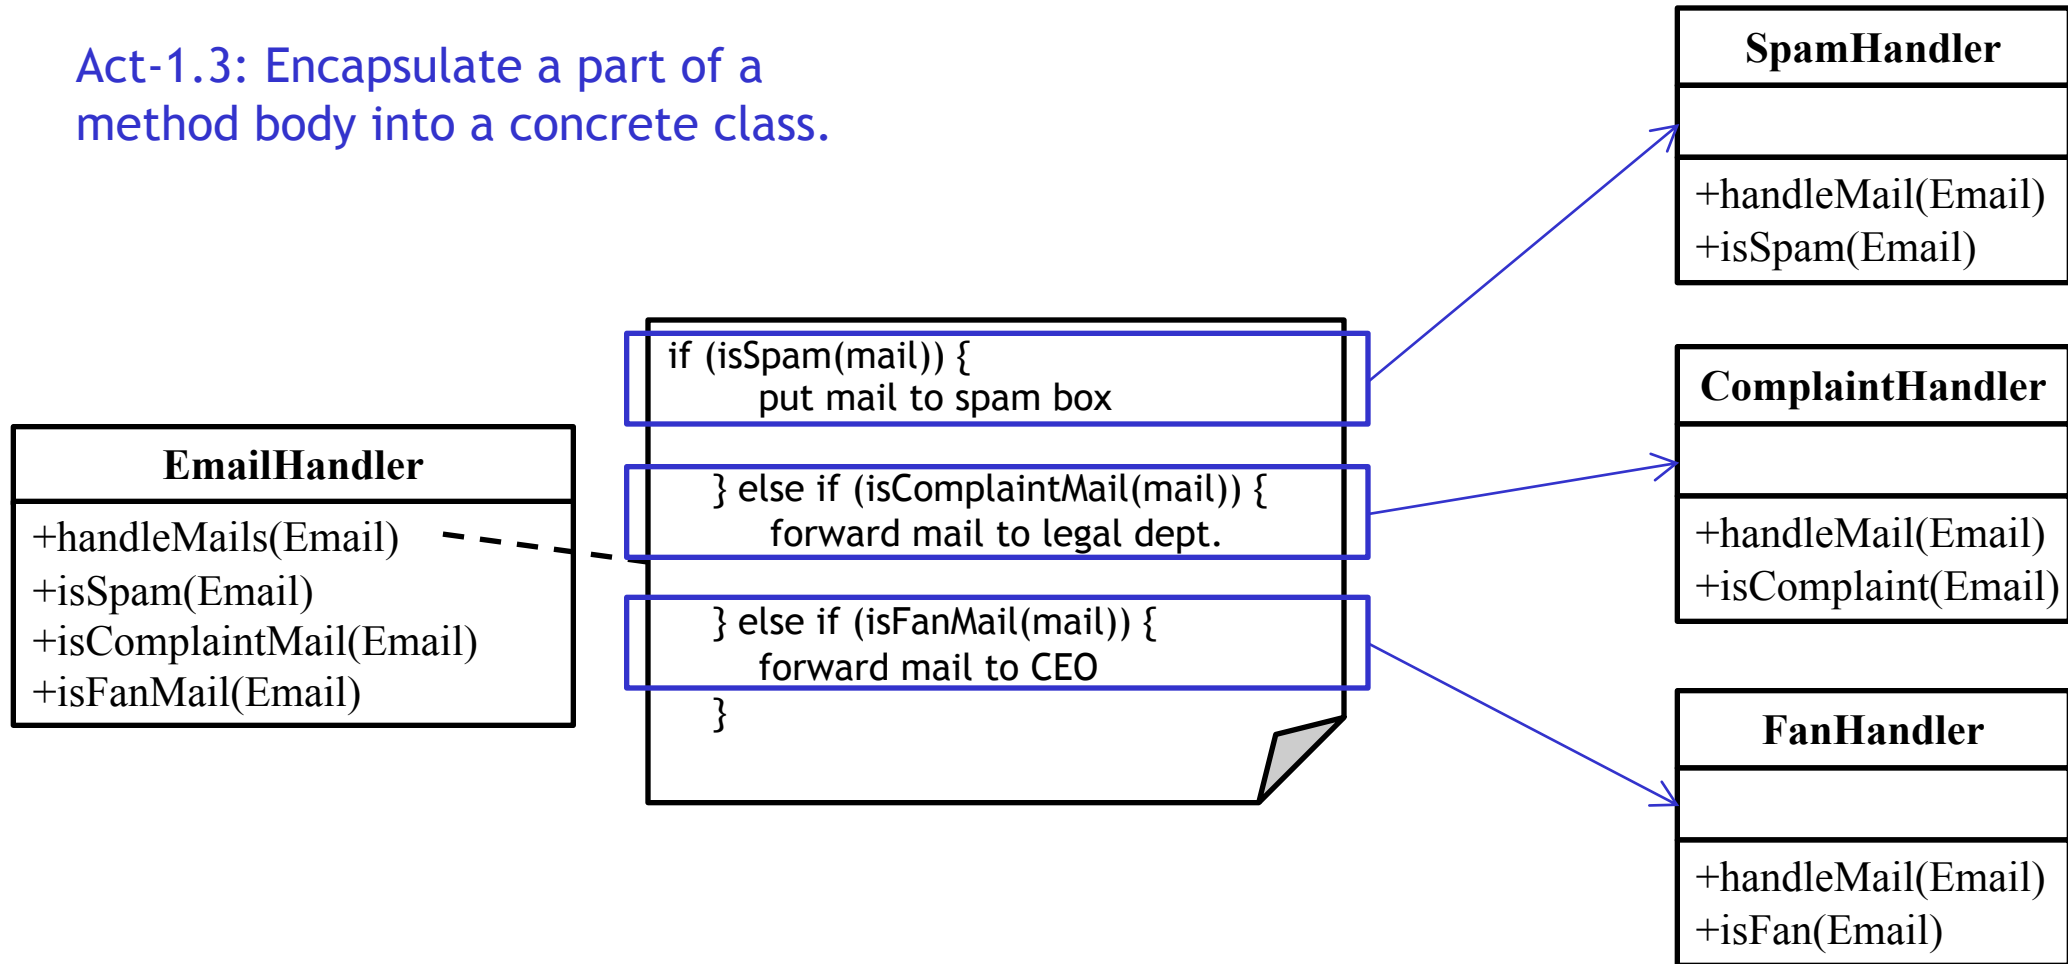 Act-1.3: Encapsulate a part of a
method body into a concrete class.
EmailHandler
+handleMails(Email)
+isSpam(Email)
+isComplaintMail(Email)
+isFanMail(Email)
if (isSpam(mail)) {
put mail to spam box
} else if (isComplaintMail(mail)) {
forward mail to legal dept.
} else if (isFanMail(mail)) {
forward mail to CEO
}
SpamHandler
+handleMail(Email)
+isSpam(Email)
ComplaintHandler
+handleMail(Email)
+isComplaint(Email)
FanHandler
+handleMail(Email)
+isFan(Email)